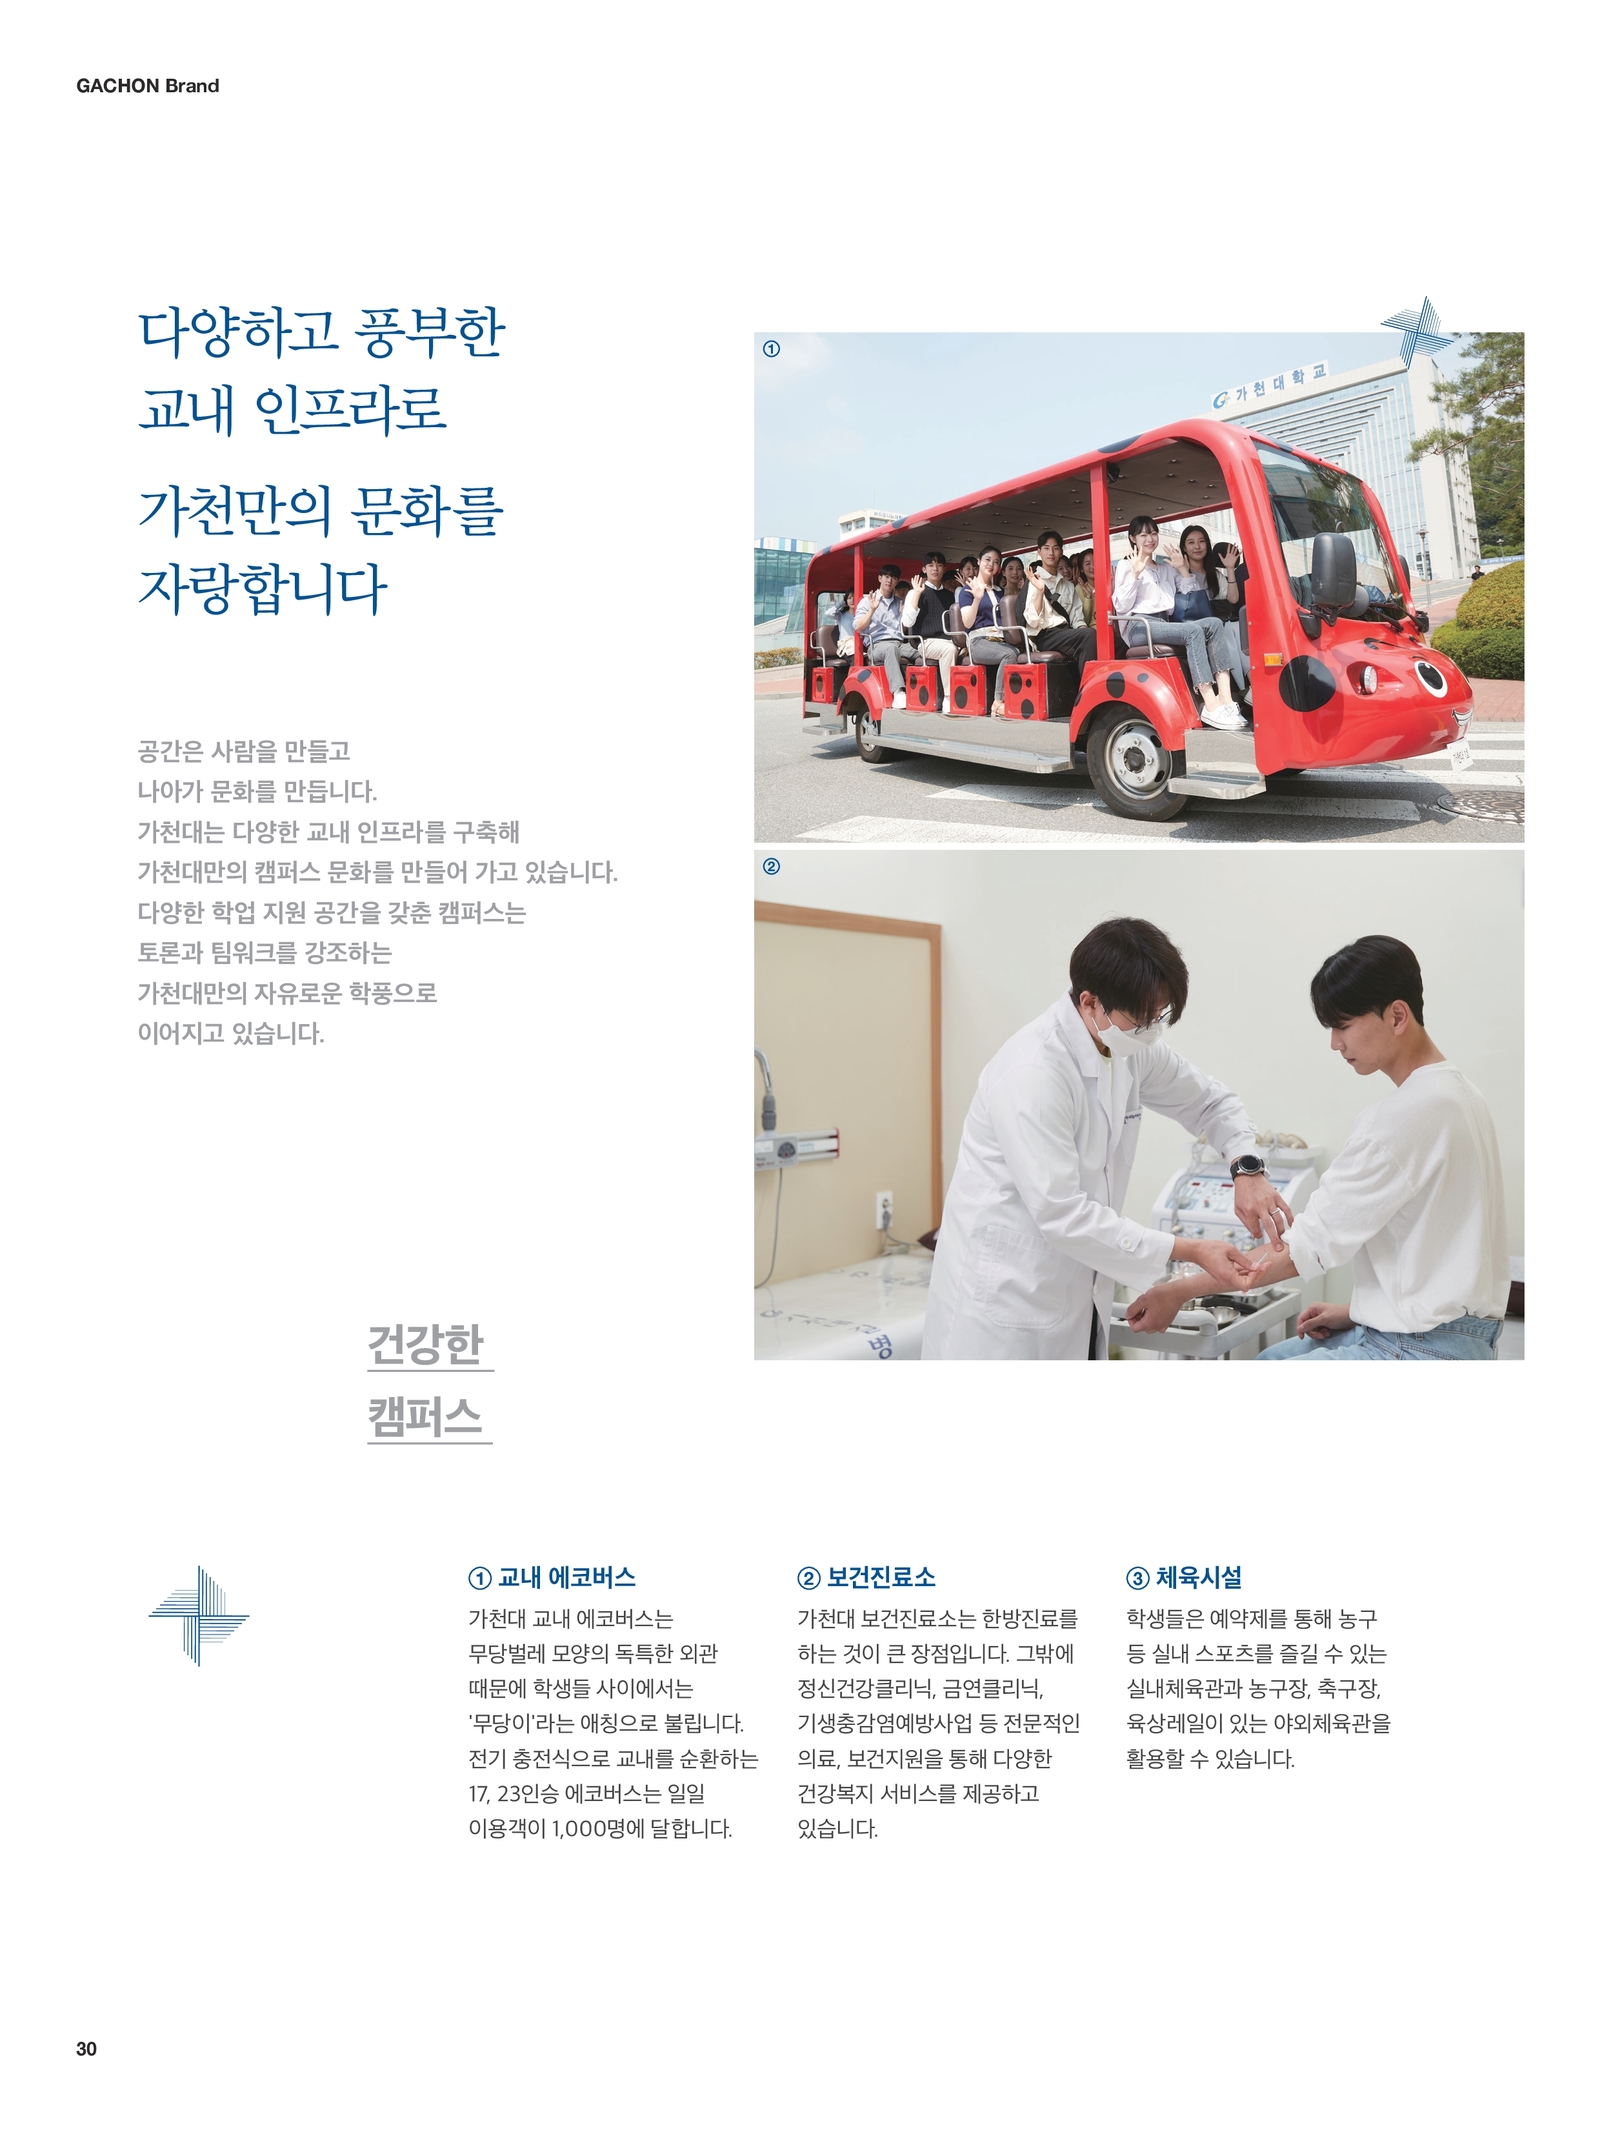 GACHON Brand
다양하고 풍부한
교내 인프라로
가천만의 문화를
자랑합니다
공간은 사람을 만들고
나아가 문화를 만듭니다.
가천대는 다양한 교내 인프라를 구축해
가천대만의 캠퍼스 문화를 만들어 가고 있습니다.
다양한 학업 지원 공간을 갖춘 캠퍼스는
토론과 팀워크를 강조하는
가천대만의 자유로운 학풍으로
이어지고 있습니다.
①
가천대학교
②
병
건강한
캠퍼스
① 교내 에코버스
가천대 교내 에코버스는
무당벌레 모양의 독특한 외관
때문에 학생들 사이에서는
'무당이'라는 애칭으로 불립니다.
전기 충전식으로 교내를 순환하는
17, 23인승 에코버스는 일일
이용객이 1,000명에 달합니다.
② 보건진료소
가천대 보건진료소는 한방진료를
하는 것이 큰 장점입니다. 그밖에
정신건강클리닉, 금연클리닉,
기생충감염예방사업 등 전문적인
의료, 보건지원을 통해 다양한
건강복지 서비스를 제공하고
있습니다.
③ 체육시설
학생들은 예약제를 통해 농구
등 실내 스포츠를 즐길 수 있는
실내체육관과 농구장, 축구장,
육상레일이 있는 야외체육관을
활용할 수 있습니다.
30